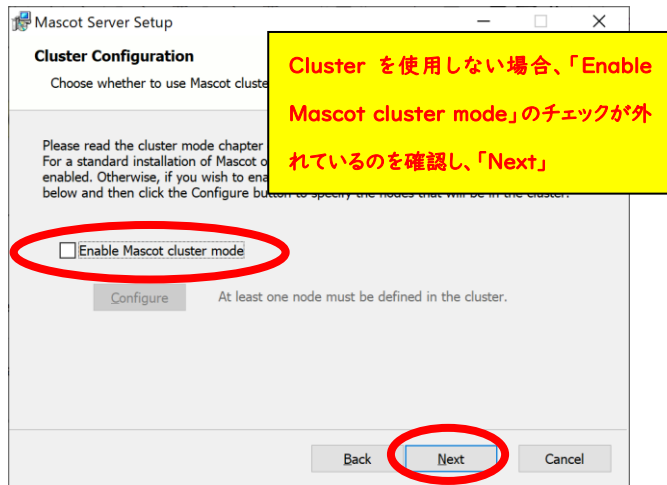 Mascot Server Setup
Cluster Configuration
Choose whether to use Mascot cluste
Cluster を使用しない場合、「Enable
Mascot cluster mode」のチェックが外
れているのを確認し、「Next」
Please read the cluster mode chapter
For a standard installation of Mascot o
enabled. Otherwise, if you wish to ena
below and then click the Configure button to specify the nodes that will be in the cluster.
Enable Mascot cluster mode
Configure At least one node must be defined in the cluster.
Back Next Cancel